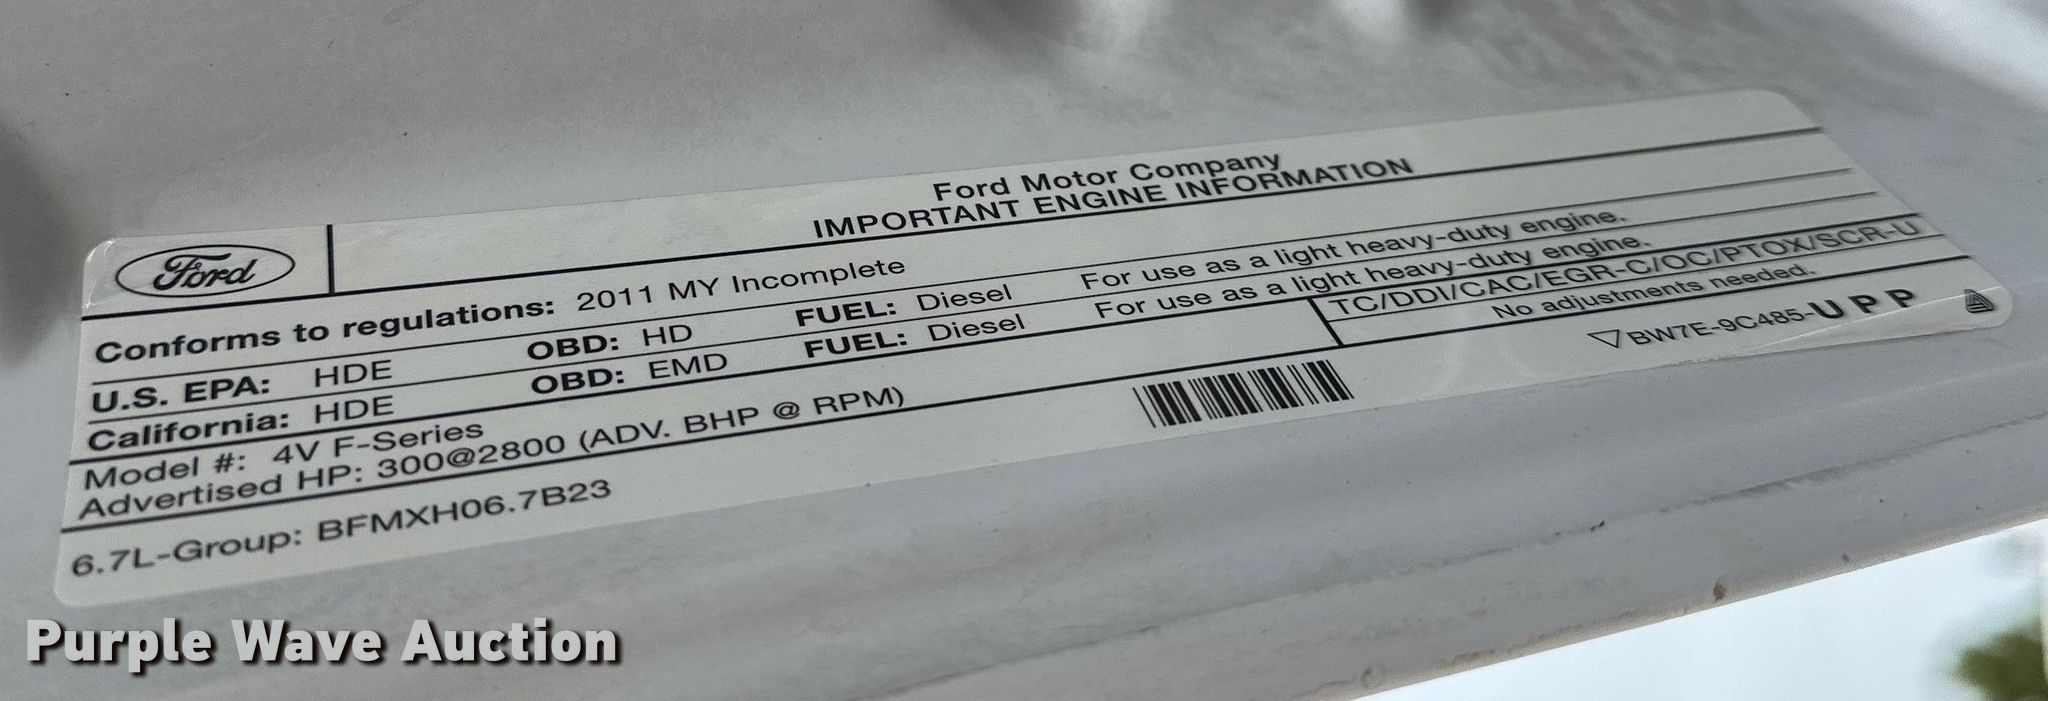 Ford
Ford Motor Company
IMPORTANT ENGINE INFORMATION
Conforms to regulations: 2011 MY Incomplete
U.S. EPA: HDE OBD: HD FUEL: Diesel For use as a light heavy-duty engine.
California: HDE OBD: EMD FUEL: Diesel For use as a light heavy-duty engine.
Model #: 4V F-Series
TC/DDI/CAC/EGR-C/OC/PTOX/SCR-U
Advertised HP: 300@2800 (ADV. BHP @ RPM)
No adjustments needed.
6.7L-Group: BFMXH06.7B23
BW7E-9C485-UPP
Purple Wave Auction